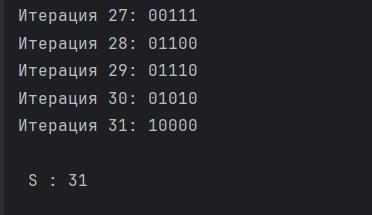 Итерация 27: 00111
Итерация 28: 01100
Итерация 29: 01110
Итерация 30: 01010
Итерация 31: 10000
S : 31